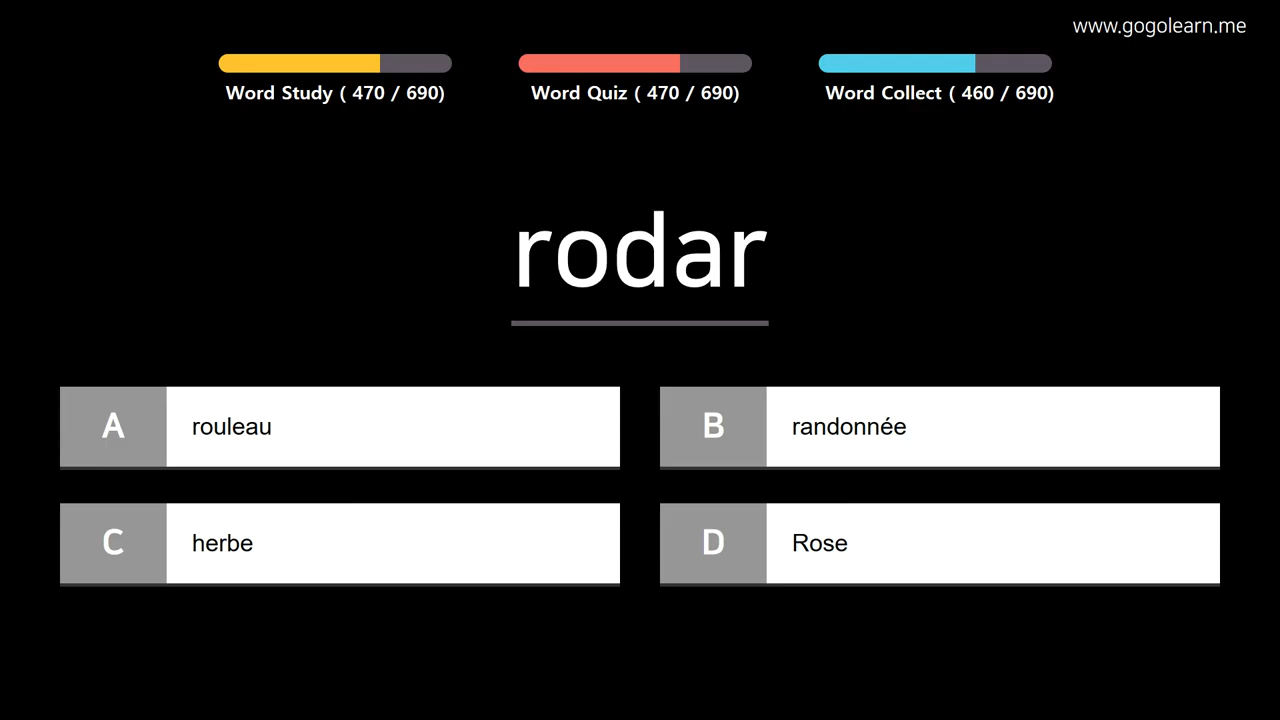 www.gogolearn.me
Word Study ( 470 / 690)
Word Quiz ( 470 / 690)
Word Collect ( 460 / 690)
rodar
A
rouleau
B
randonnée
C
herbe
D
Rose